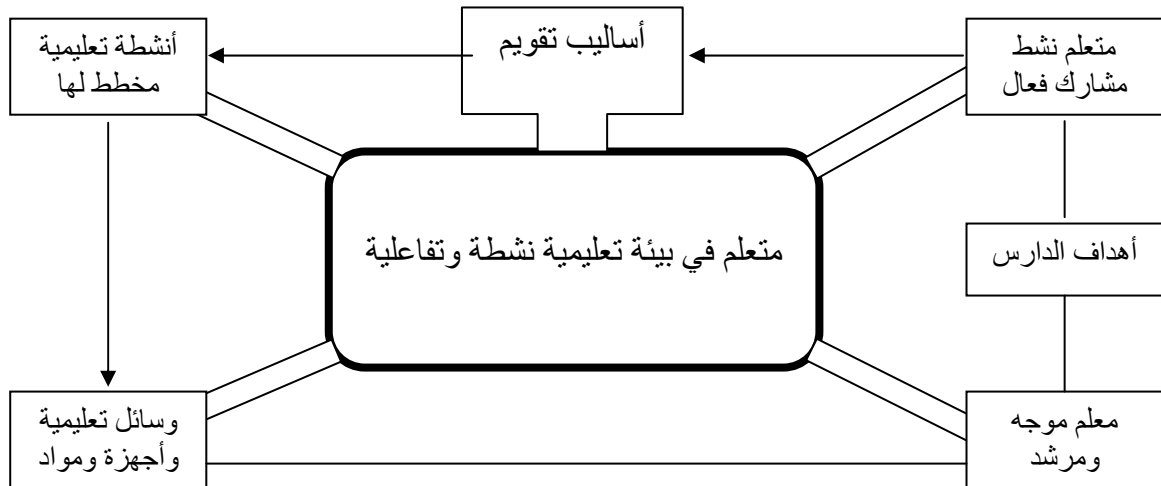 متعلم نشط
مشارك فعال
أساليب تقويم
أنشطة تعليمية
مخطط لها
متعلم في بيئة تعليمية نشطة وتفاعلية
أهداف الدارس
معلم موجه
ومرشد
وسائل تعليمية
وأجهزة ومواد